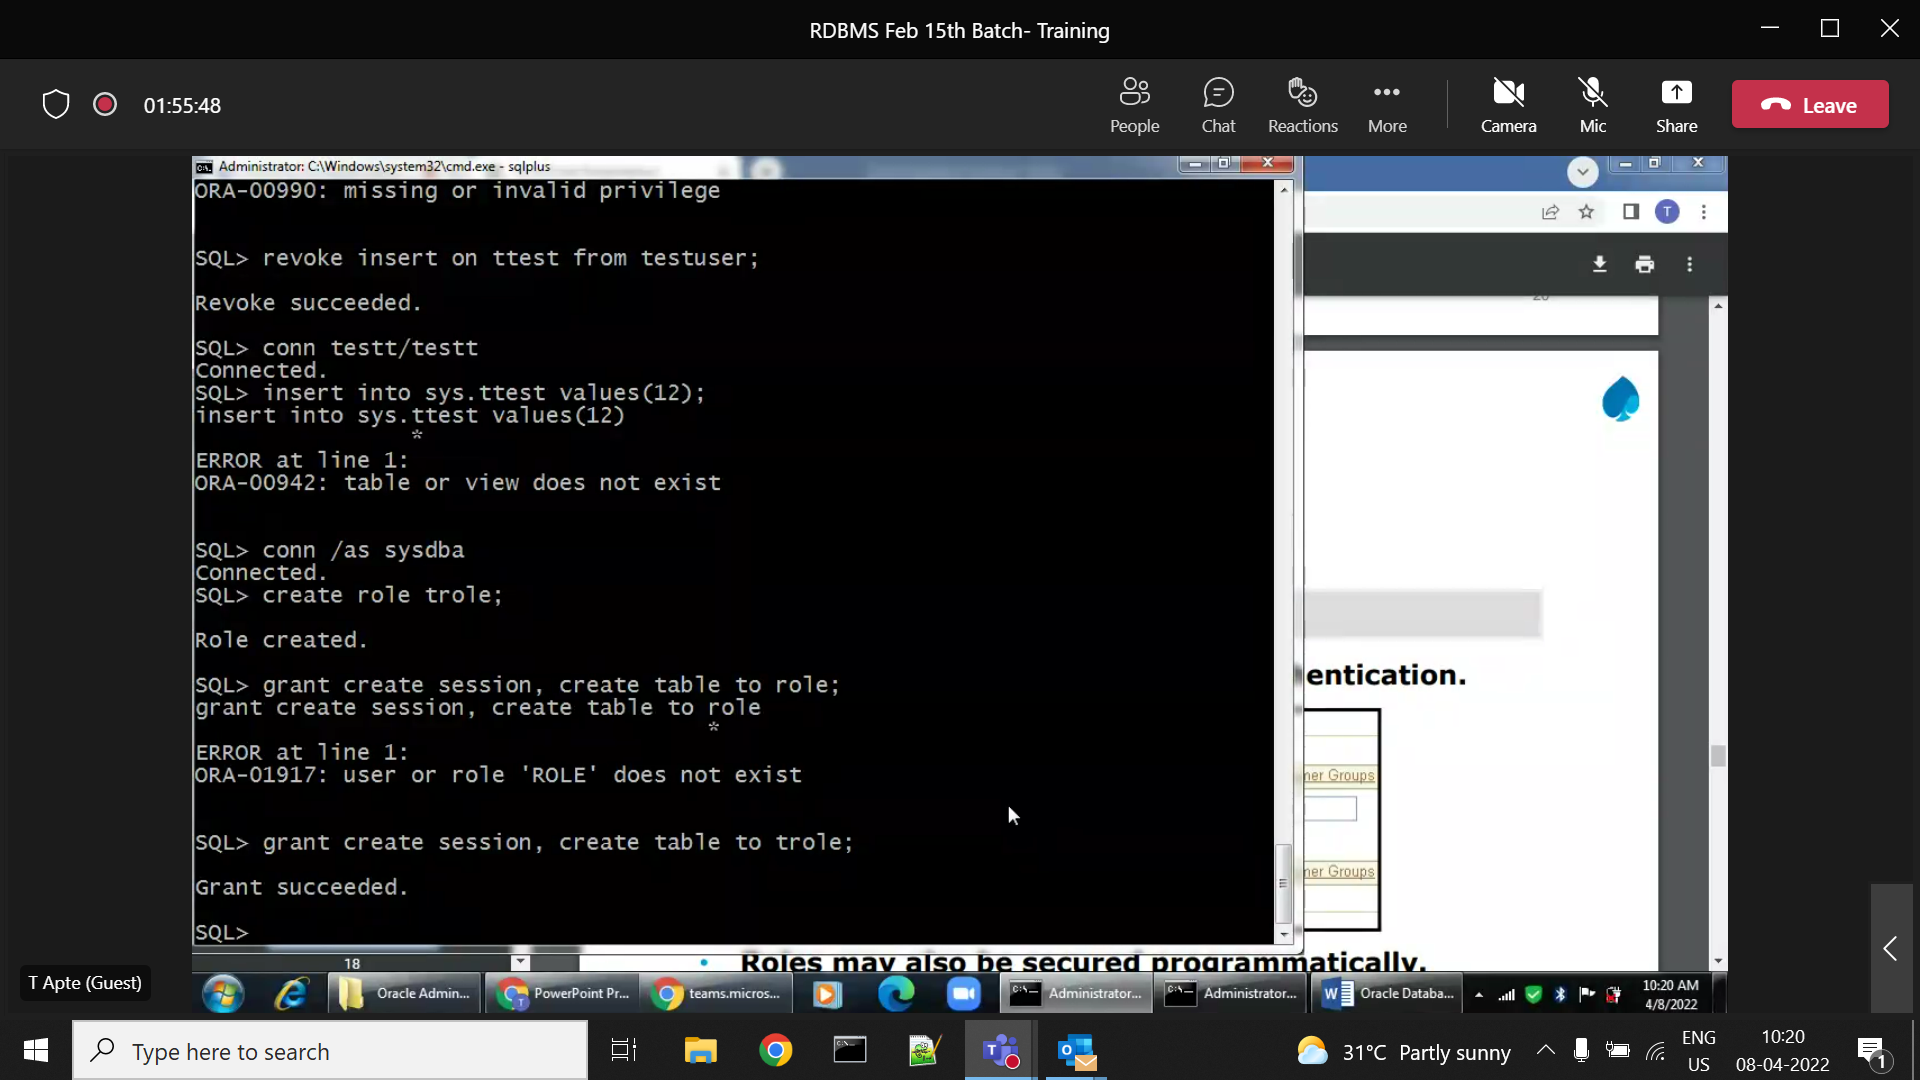 RDBMS Feb 15th Batch- Training
01:55:48
People
Chat
Reactions
More
Camera
Mic
Share
Leave
Administrator: C:\Windows\system32\cmd.exe - sqlplus
ORA-00990: missing or invalid privilege
SQL> revoke insert on ttest from testuser;
Revoke succeeded.
SQL> conn testt/testt
Connected.
SQL> insert into sys.ttest values(12);
insert into sys.ttest values(12)
*
ERROR at line 1:
ORA-00942: table or view does not exist
SQL> conn /as sysdba
Connected.
SQL> create role trole;
Role created.
SQL> grant create session, create table to role;
grant create session, create table to role
*
ERROR at line 1:
ORA-01917: user or role 'ROLE' does not exist
SQL> grant create session, create table to trole;
Grant succeeded.
SQL>
T
entication.
mer Groups
mer Groups
18
Roles may also be secured programmatically.
T Apte (Guest)
Oracle Admin...
PowerPoint Pr...
teams.micros...
Administrator...
Administrator...
Oracle Databa...
10:20 AM
4/8/2022
Type here to search
31°C Partly sunny
ENG
US
10:20
08-04-2022
1